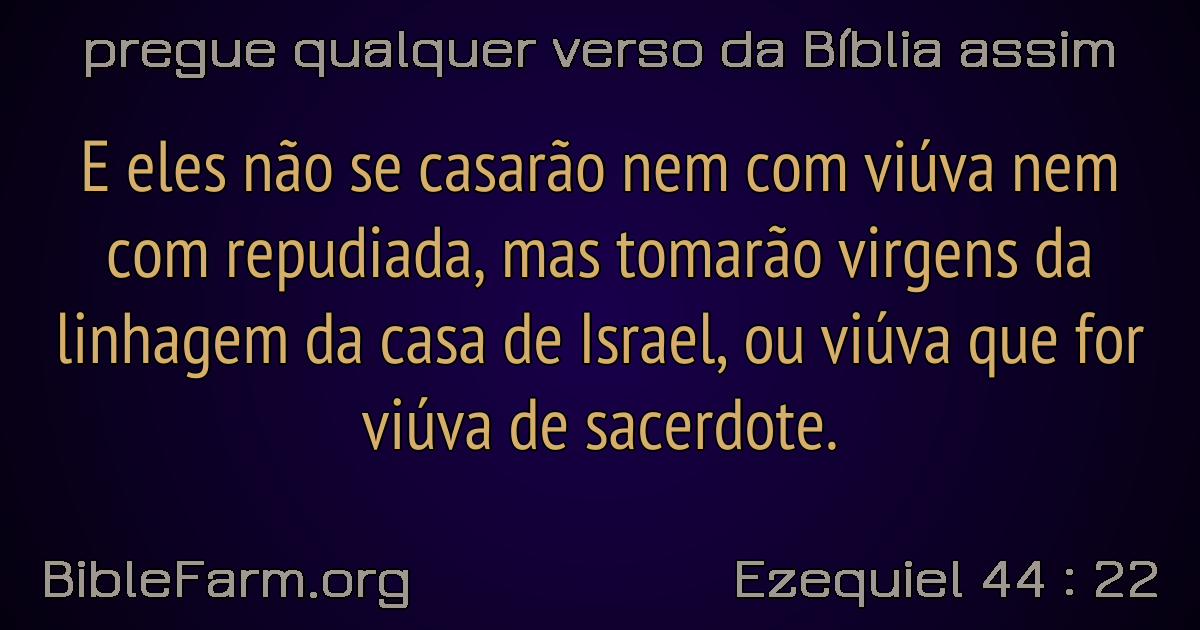 pregue qualquer verso da Bíblia assim
E eles não se casarão nem com viúva nem
com repudiada, mas tomarão virgens da
linhagem da casa de Israel, ou viúva que for
viúva de sacerdote.
BibleFarm.org
Ezequiel 44 : 22